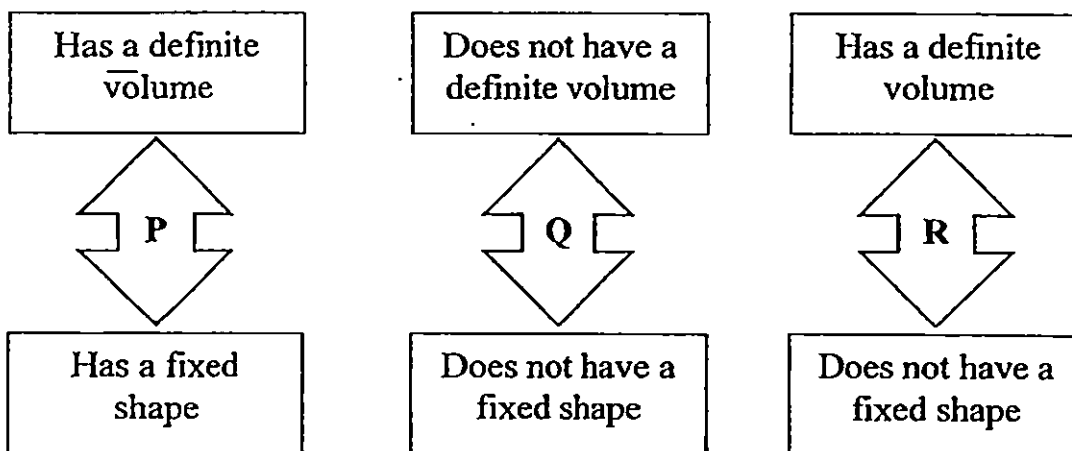 Has a definite
volume
Does not have a
definite volume
Has a definite
volume
P
Q
R
Has a fixed
shape
Does not have a
fixed shape
Does not have a
fixed shape